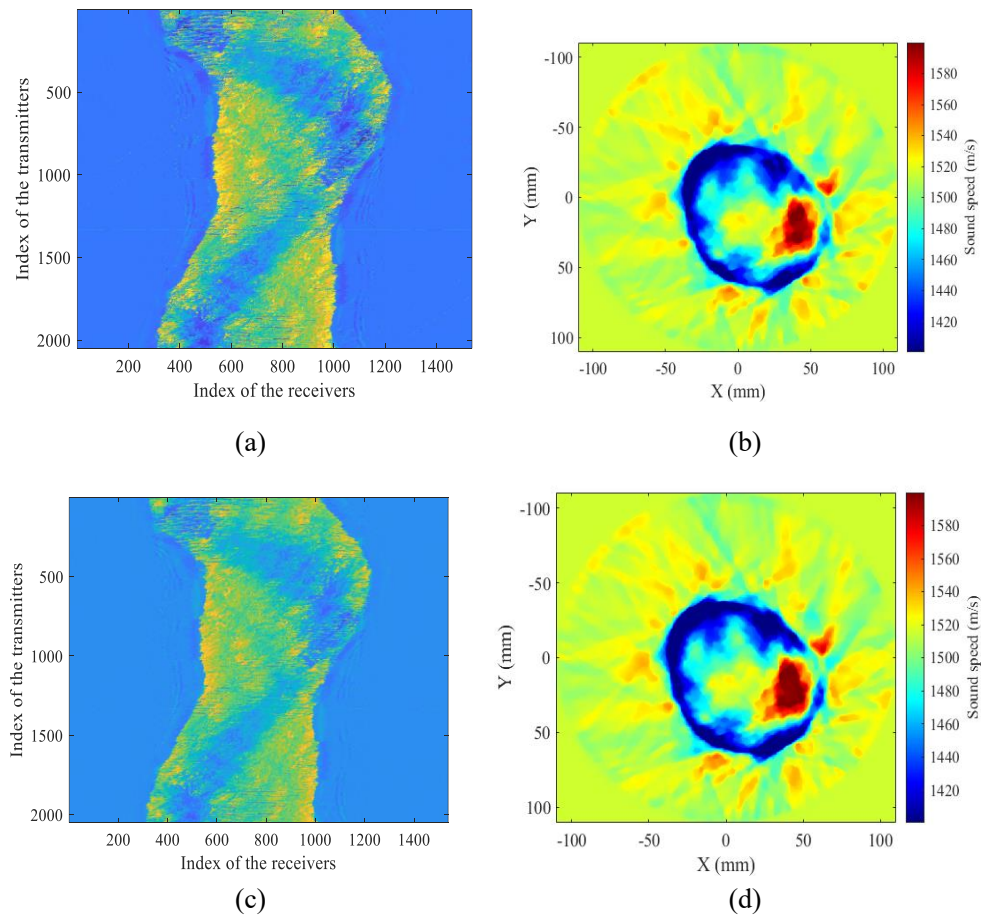 500
1000
1500
2000
Index of the transmitters
200 400 600 800 1000 1200 1400
Index of the receivers
(a)
-100
-50
0
50
100
Y (mm)
-100 -50 0 50 100
X (mm)
1580
1560
1540
1520
1500
1480
1460
1440
1420
Sound speed (m/s)
(b)
500
1000
1500
2000
Index of the transmitters
200 400 600 800 1000 1200 1400
Index of the receivers
(c)
-100
-50
0
50
100
Y (mm)
-100 -50 0 50 100
X (mm)
1580
1560
1540
1520
1500
1480
1460
1440
1420
Sound speed (m/s)
(d)